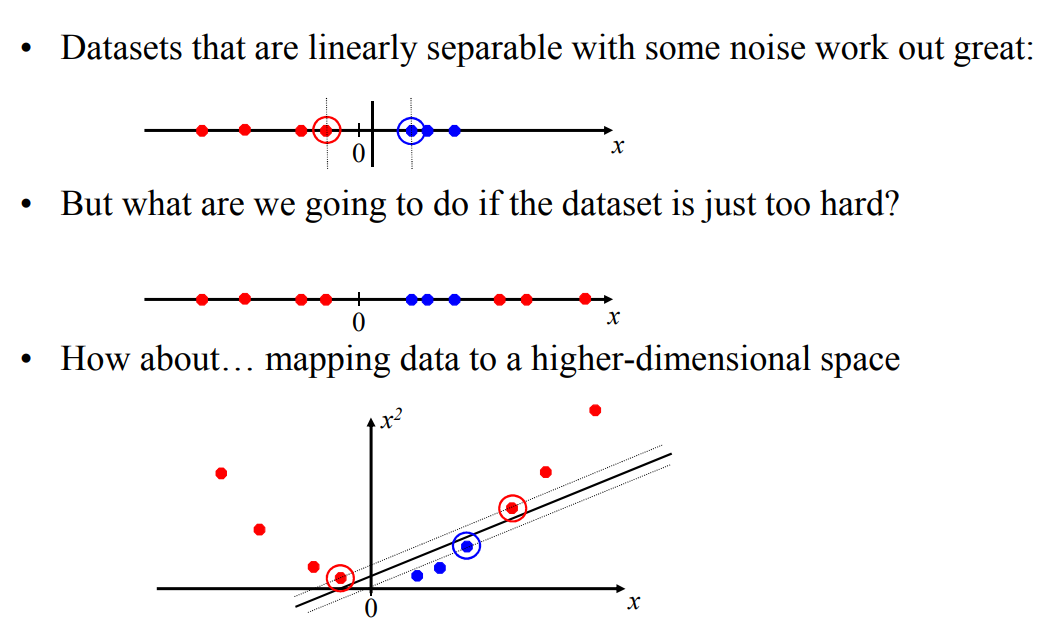 • Datasets that are linearly separable with some noise work out great:
0
x
• But what are we going to do if the dataset is just too hard?
0
x
• How about… mapping data to a higher-dimensional space
x²
0
x